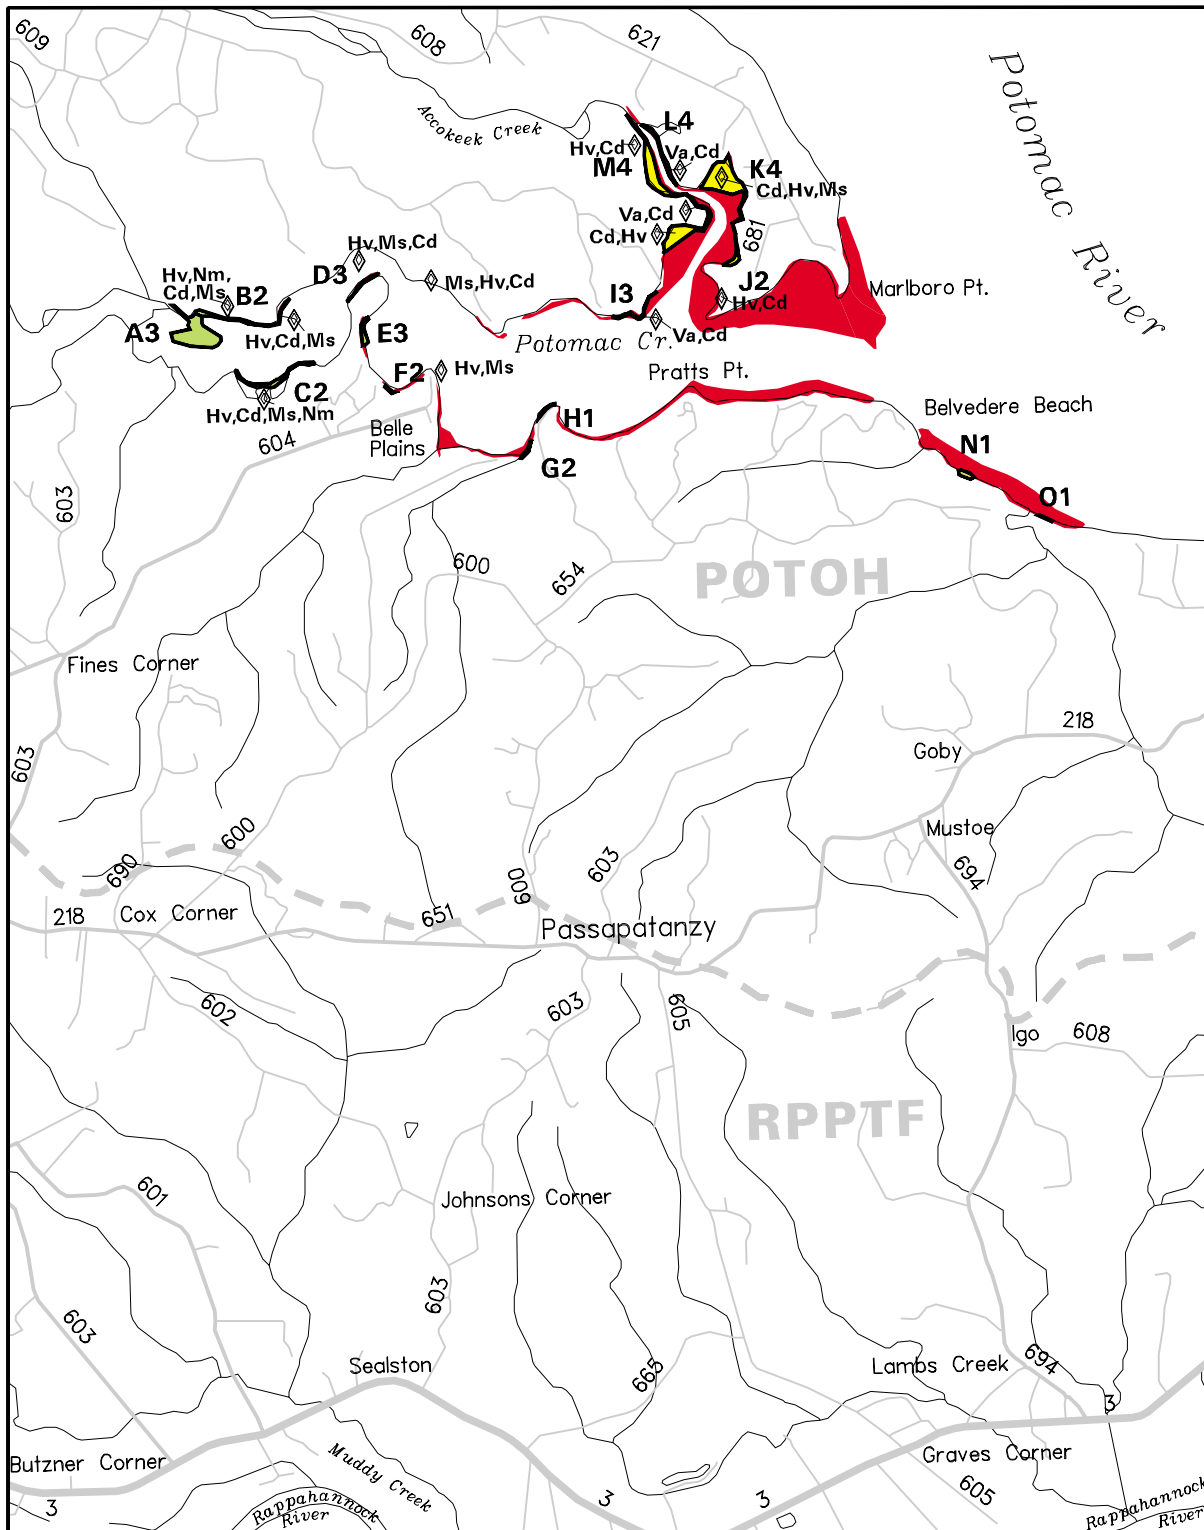 609
608
621
Potomac River
Accokeek Creek
L4
Hv,Cd
M4
Va,Cd
K4
Cd,Hv,Ms
Va,Cd
Cd,Hv
681
Hv,Ms,Cd
D3
Hv,Nm,
Cd,Ms
B2
Ms,Hv,Cd
J2
Hv,Cd
I3
Marlboro Pt.
A3
Hv,Cd,Ms
E3
Potomac Cr.
Va,Cd
F2
Hv,Ms
Pratts Pt.
C2
Hv,Cd,Ms,Nm
604
Belle
Plains
H1
G2
Belvedere Beach
N1
O1
603
600
654
POTOH
Fines Corner
603
218
Goby
Mustoe
600
690
603
694
600
218
Cox Corner
651
Passapatanzy
602
603
605
Igo
608
RPPTF
601
Johnsons Corner
603
603
Sealston
665
Lambs Creek
694
3
Butzner Corner
Muddy Creek
Graves Corner
605
3
Rappahannock
River
3
3
Rappahannock
River